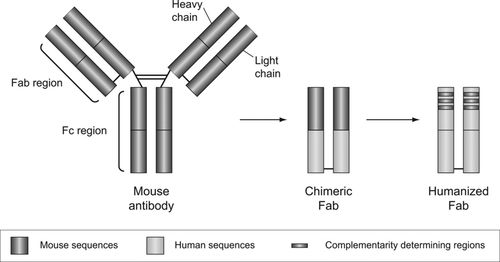 Heavy
chain
Light
chain
Fab region
Fc region
Mouse
antibody
Chimeric
Fab
Humanized
Fab
Mouse sequences
Human sequences
Complementarity determining regions